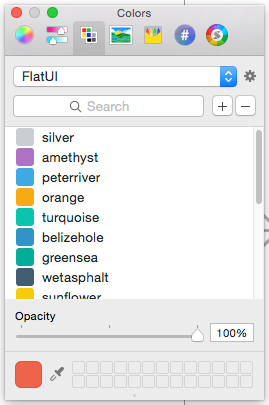 Colors
#
S
FlatUI
Search
silver
amethyst
peterriver
orange
turquoise
belizehole
greensea
wetasphalt
sunflower
Opacity
100%